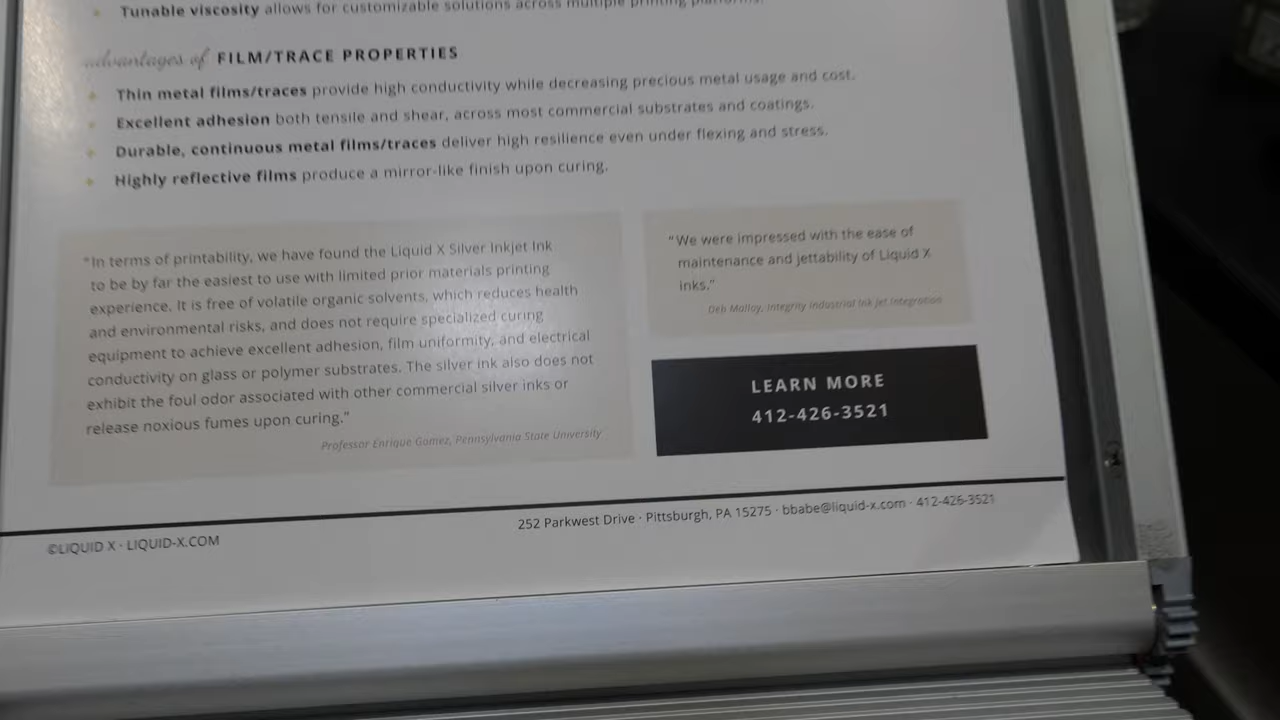 Tunable viscosity allows for customizable solutions across multiple printing platforms.
advantages of FILM/TRACE PROPERTIES
Thin metal films/traces provide high conductivity while decreasing precious metal usage and cost.
Excellent adhesion both tensile and shear, across most commercial substrates and coatings.
Durable, continuous metal films/traces deliver high resilience even under flexing and stress.
Highly reflective films produce a mirror-like finish upon curing.
"In terms of printability, we have found the Liquid X Silver Inkjet Ink
to be by far the easiest to use with limited prior materials printing
experience. It is free of volatile organic solvents, which reduces health
and environmental risks, and does not require specialized curing
equipment to achieve excellent adhesion, film uniformity, and electrical
conductivity on glass or polymer substrates. The silver ink also does not
exhibit the foul odor associated with other commercial silver inks or
release noxious fumes upon curing."
Professor Enrique Gomez, Pennsylvania State University
"We were impressed with the ease of
maintenance and jettability of Liquid X
inks."
Deb Malloy, Integrity Industrial Ink Jet Integration
LEARN MORE
412-426-3521
252 Parkwest Drive · Pittsburgh, PA 15275 · bbabe@liquid-x.com · 412-426-3521
©LIQUID X · LIQUID-X.COM